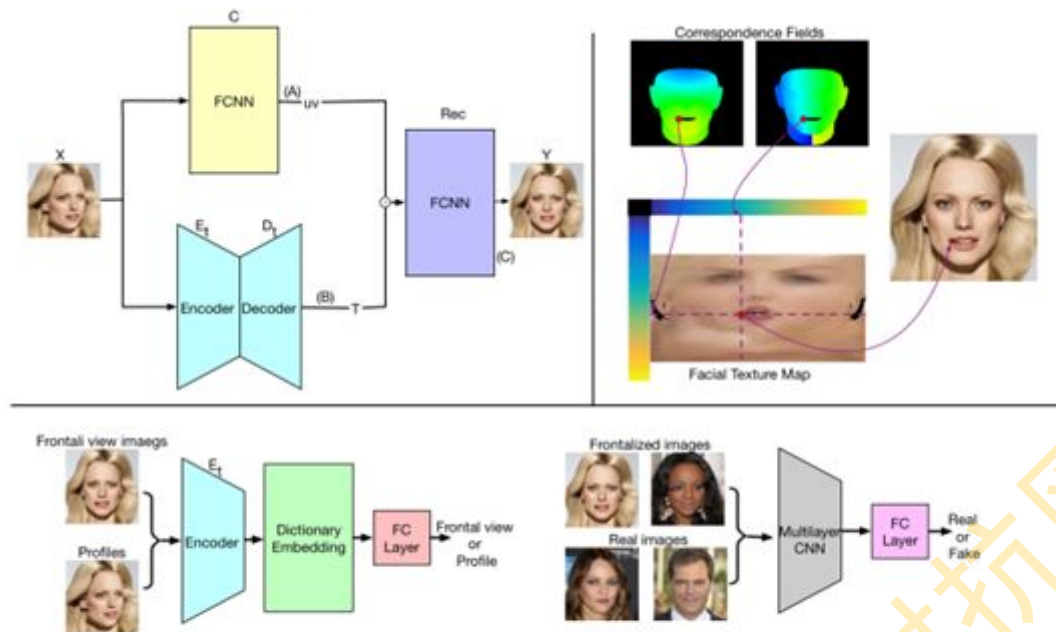 C
FCNN
(A)
uv
X
Rec
FCNN
Y
(C)
Et
Dt
Encoder
Decoder
(B)
T
Correspondence Fields
Facial Texture Map
Frontali view imaegs
Profiles
Et
Encoder
Dictionary
Embedding
FC
Layer
Frontal view
or
Profile
Frontalized images
Real images
Multilayer
CNN
FC
Layer
Real
or
Fake